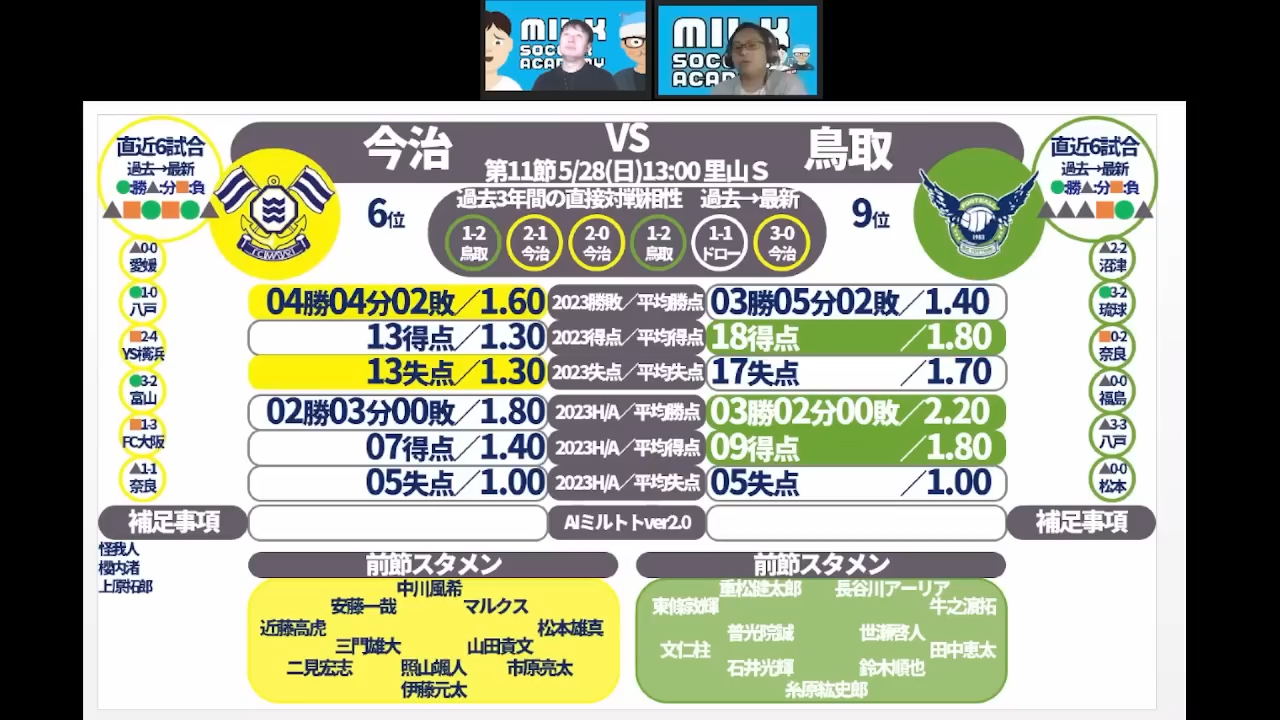 MILK
SOCCER
ACADEMY
MILK
SOC
ACAD
直近6試合
過去→最新
●:勝▲:分■:負
▲■●■●▲
今治
VS
鳥取
第11節 5/28(日)13:00 里山S
直近6試合
過去→最新
●:勝▲:分■:負
▲▲▲■●▲
6位
過去3年間の直接対戦相性 過去→最新
9位
1-2
鳥取
2-1
今治
2-0
今治
1-2
鳥取
1-1
ドロー
3-0
今治
FOOTBALL
1983
▲0-0
愛媛
●1-0
八戸
■2-4
YS横浜
●3-2
富山
■1-3
FC大阪
▲1-1
奈良
04勝04分02敗/1.60 2023勝敗/平均勝点 03勝05分02敗/1.40
13得点/1.30 2023得点/平均得点 18得点 /1.80
13失点/1.30 2023失点/平均失点 17失点 /1.70
02勝03分00敗/1.80 2023H/A/平均勝点 03勝02分00敗/2.20
07得点/1.40 2023H/A/平均得点 09得点 /1.80
05失点/1.00 2023H/A/平均失点 05失点 /1.00
▲2-2
沼津
●3-2
琉球
■0-2
奈良
▲0-0
福島
▲3-3
八戸
▲0-0
松本
補足事項
AIミルトトver2.0
補足事項
怪我人
櫻内渚
上原拓郎
前節スタメン
中川風希
安藤一哉 マルクス
近藤高虎 松本雄真
三門雄大 山田貴文
二見宏志 照山颯人 市原亮太
伊藤元太
前節スタメン
重松健太郎 長谷川アーリア
東條敦輝 牛之濵拓
普光院誠 世瀬啓人
文仁柱 田中恵太
石井光輝 鈴木順也
糸原紘史郎